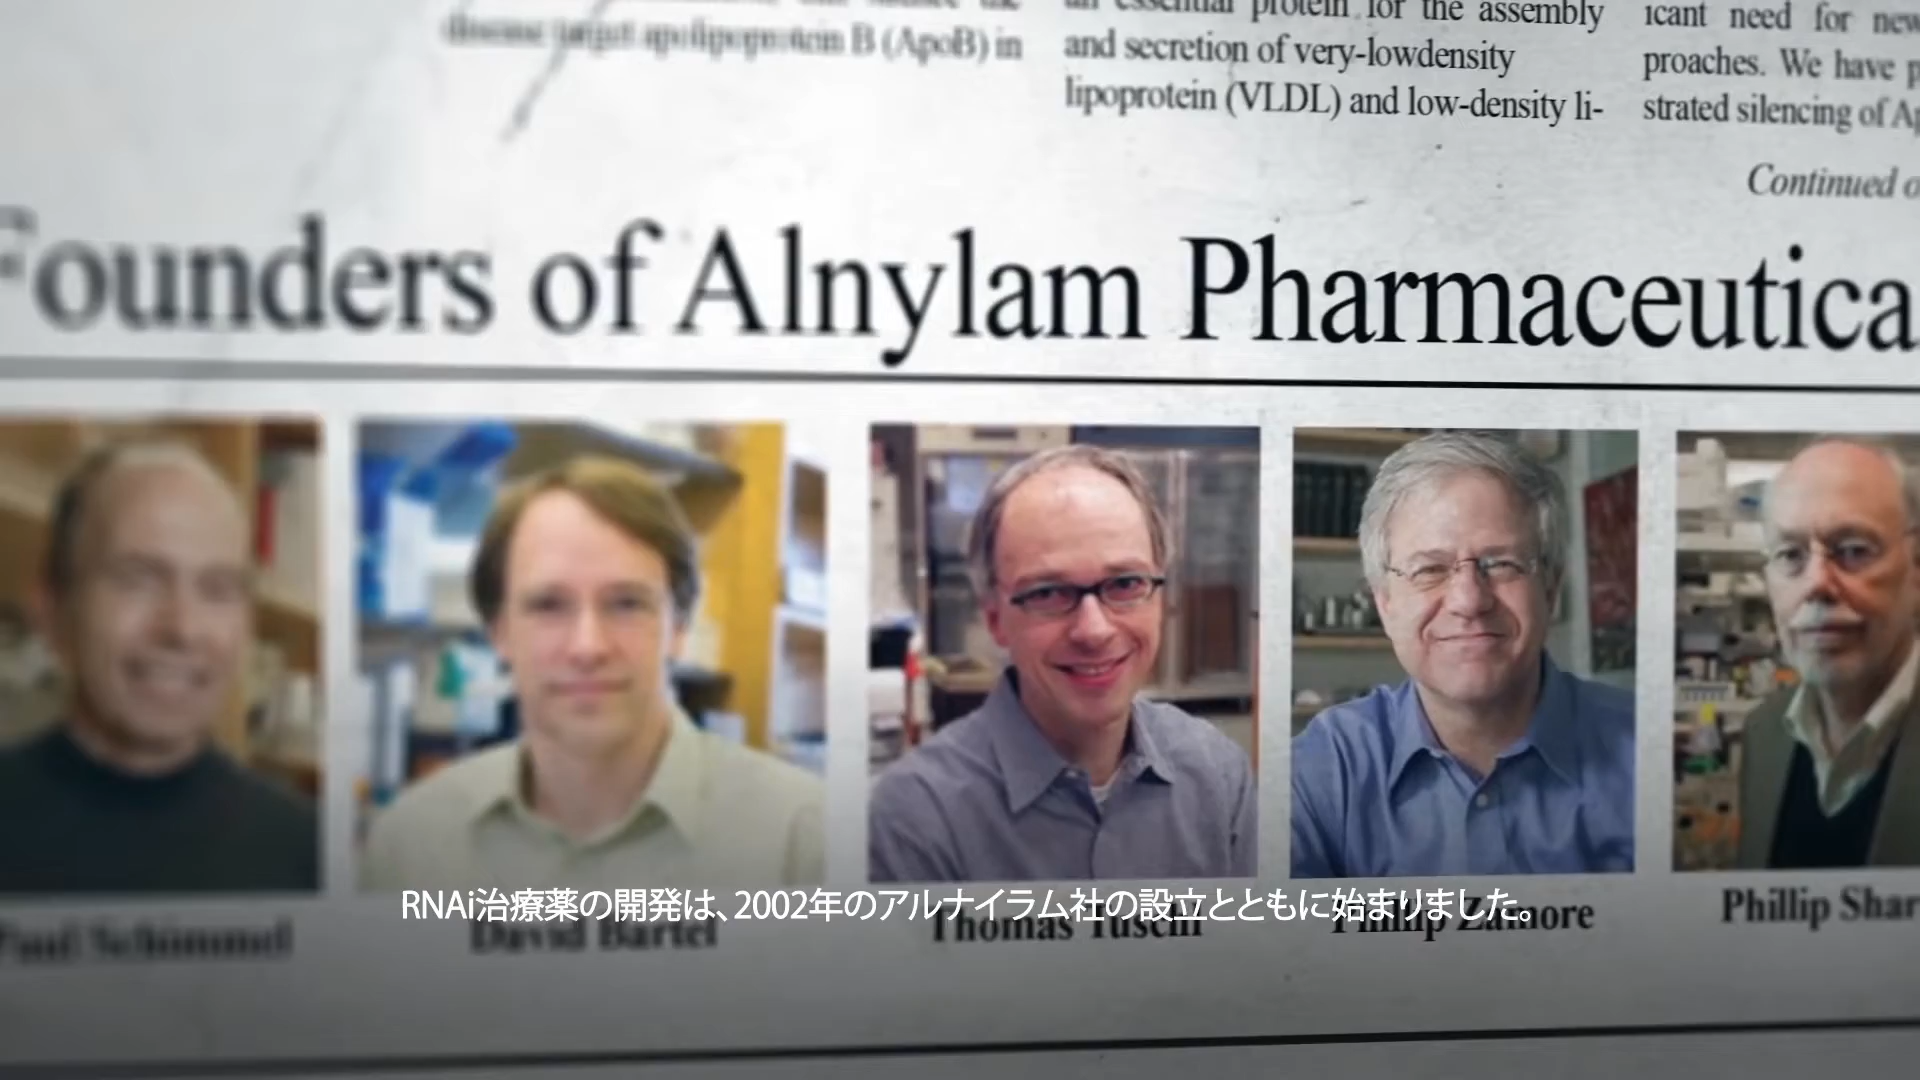 disease target apolipoprotein B (ApoB) in
an essential protein for the assembly
and secretion of very-lowdensity
lipoprotein (VLDL) and low-density li-
icant need for new
proaches. We have p
strated silencing of Ap
Continued o
Founders of Alnylam Pharmaceutica
Paul Schimmel
David Bartel
Thomas Tuschl
Phillip Zamore
Phillip Shar
RNAi治療薬の開発は、2002年のアルナイラム社の設立とともに始まりました。